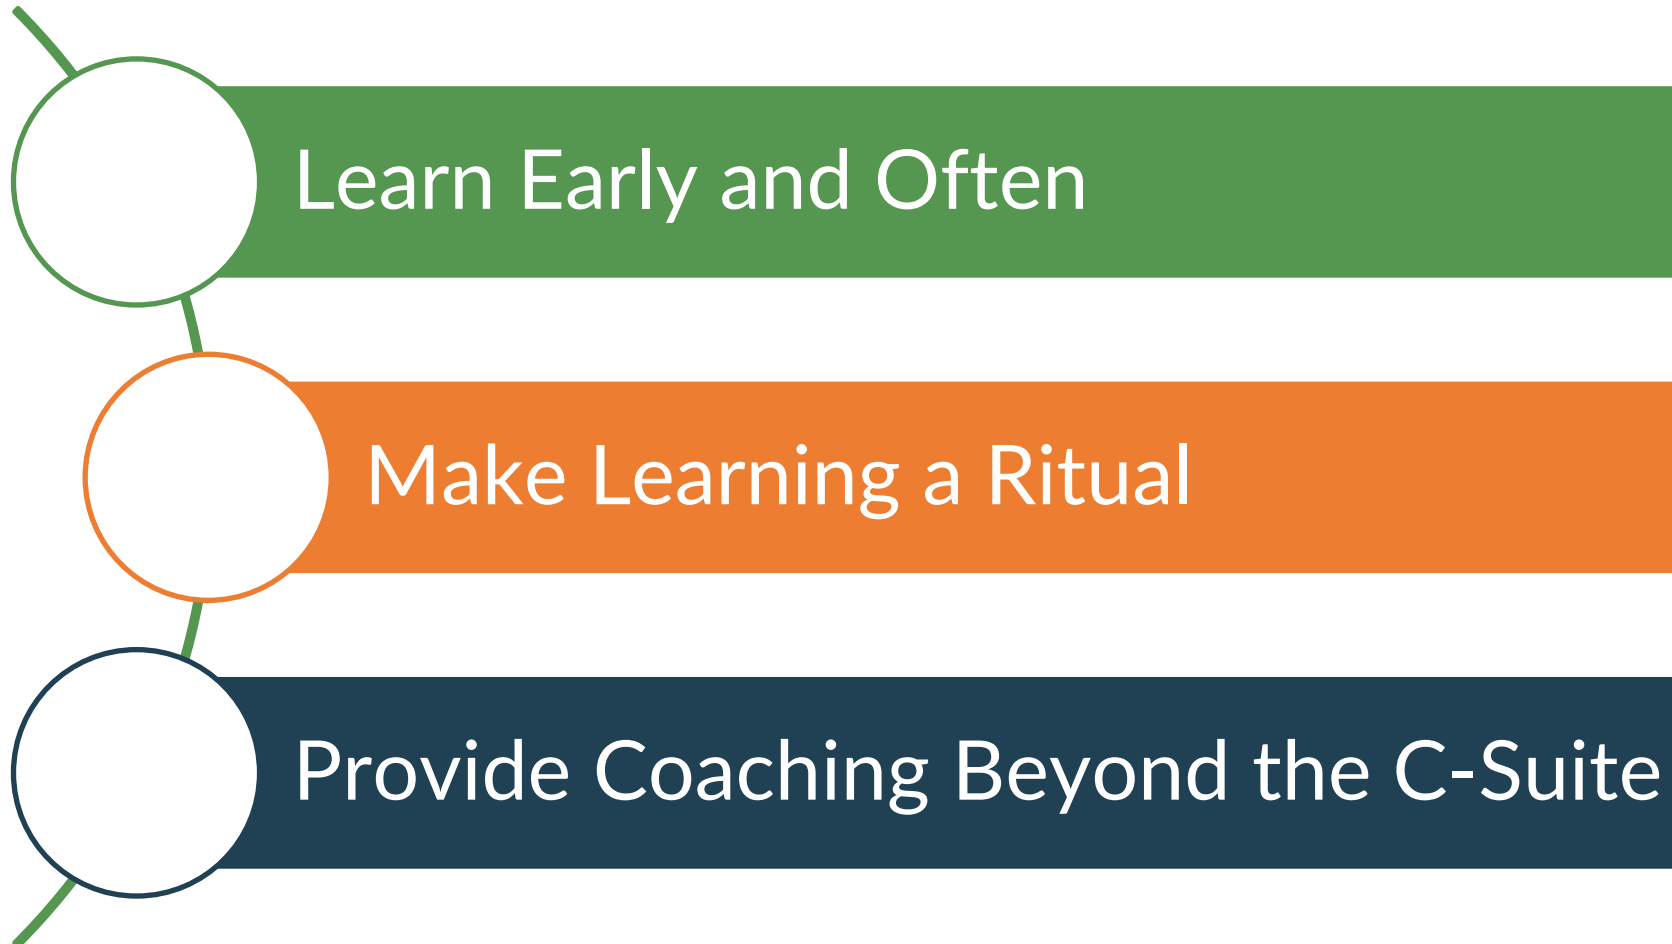 Learn Early and Often
Make Learning a Ritual
Provide Coaching Beyond the C-Suite